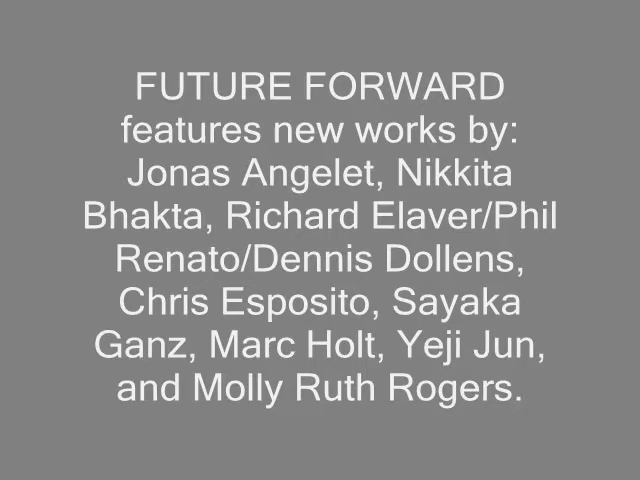 FUTURE FORWARD
features new works by:
Jonas Angelet, Nikkita
Bhakta, Richard Elaver/Phil
Renato/Dennis Dollens,
Chris Esposito, Sayaka
Ganz, Marc Holt, Yeji Jun,
and Molly Ruth Rogers.